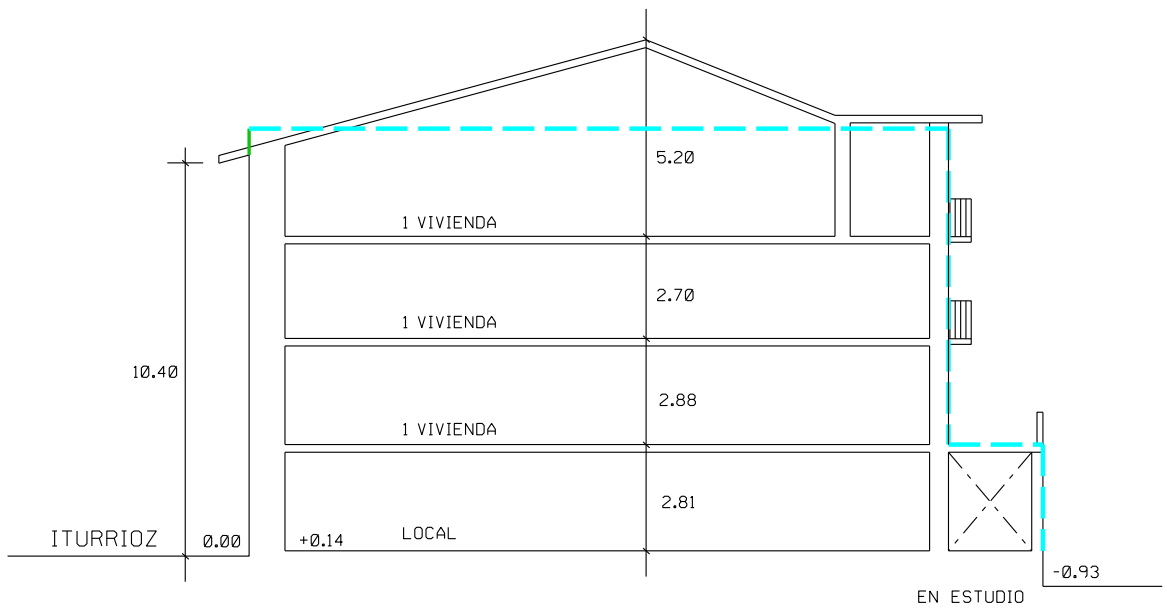 5.20
1 VIVIENDA
2.70
1 VIVIENDA
10.40
2.88
1 VIVIENDA
2.81
LOCAL
ITURRIOZ
0.00
+0.14
-0.93
EN ESTUDIO